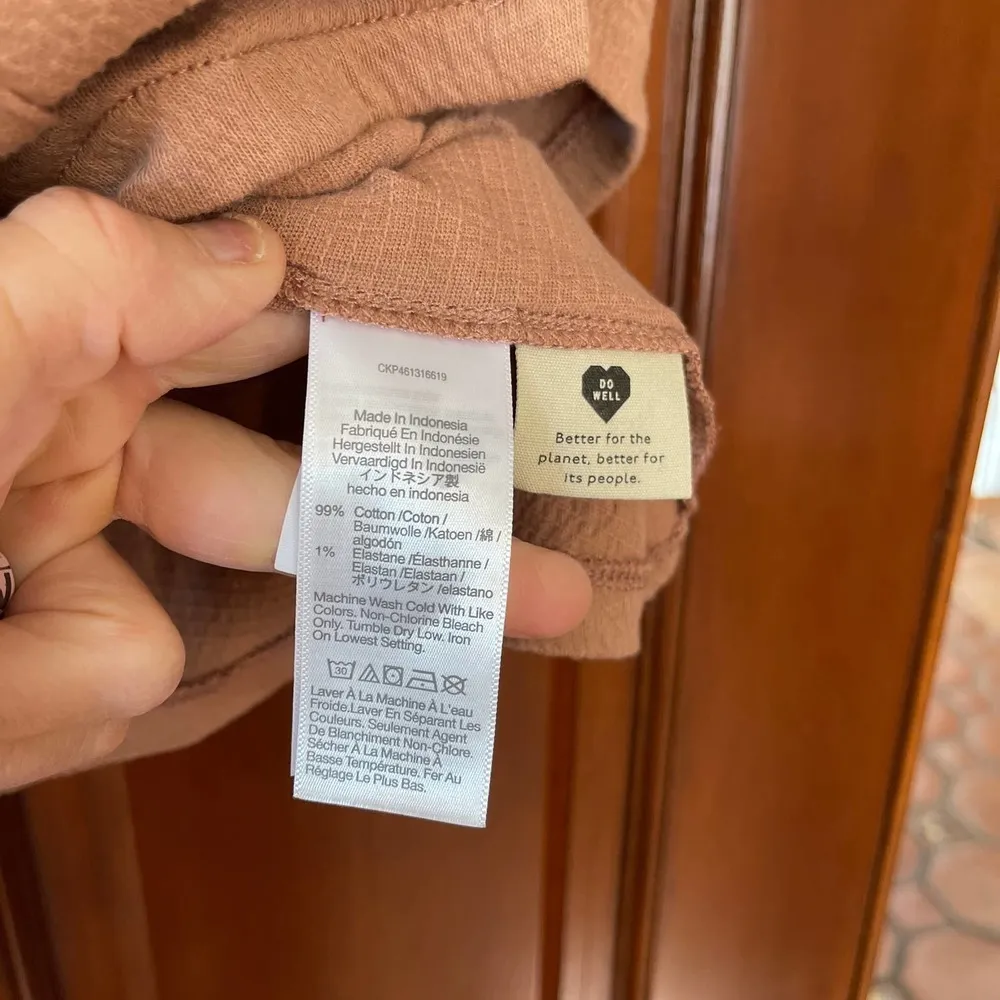 CKP461316619
Made In Indonesia
Fabriqué En Indonésie
Hergestellt In Indonesien
Vervaardigd In Indonesië
インドネシア製
hecho en indonesia
99% Cotton /Coton /
Baumwolle /Katoen /綿 /
algodón
1% Elastane /Élasthanne /
Elastan /Elastaan /
ポリウレタン /elastano
Machine Wash Cold With Like
Colors. Non-Chlorine Bleach
Only. Tumble Dry Low. Iron
On Lowest Setting.
30
Laver À La Machine À L'eau
Froide.Laver En Séparant Les
Couleurs. Seulement Agent
De Blanchiment Non-Chlore.
Sécher À La Machine À
Basse Température. Fer Au
Réglage Le Plus Bas.
DO
WELL
Better for the
planet, better for
its people.